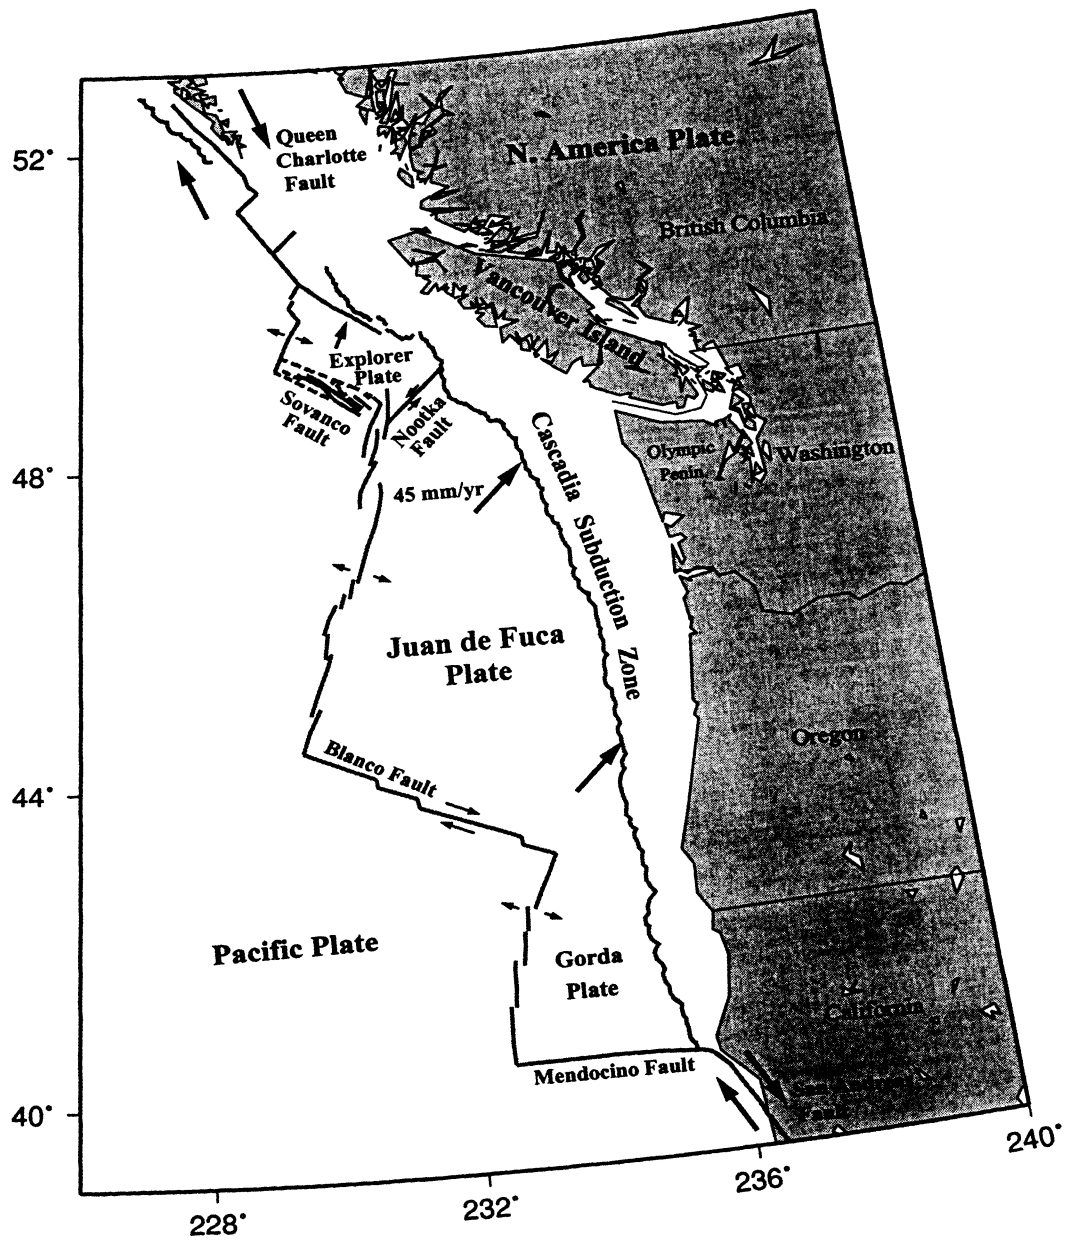 52°
48°
44°
40°
228°
232°
236°
240°
Queen
Charlotte
Fault
N. America Plate
British Columbia
Vancouver Island
Explorer
Plate
Sovanco
Fault
Nootka
Fault
Olympic
Penin.
Washington
45 mm/yr
Cascadia Subduction Zone
Juan de Fuca
Plate
Oregon
Blanco Fault
Pacific Plate
Gorda
Plate
California
Mendocino Fault
Fault